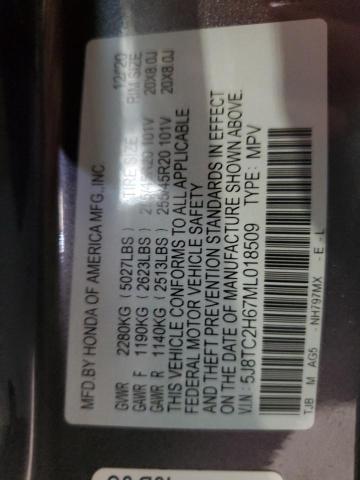 MFD.BY HONDA OF AMERICA MFG.,INC. 12/20
TIRE SIZE RIM SIZE
GVWR 2280KG (5027LBS)
GAWR F 1190KG (2623LBS) 255/45R20 101V 20X8.0J
GAWR R 1140KG (2513LBS) 255/45R20 101V 20X8.0J
THIS VEHICLE CONFORMS TO ALL APPLICABLE
FEDERAL MOTOR VEHICLE SAFETY
AND THEFT PREVENTION STANDARDS IN EFFECT
ON THE DATE OF MANUFACTURE SHOWN ABOVE.
V.I.N.: 5J8TC2H67ML018509 TYPE: MPV
TJB M AG5 - NH797MX - E - L